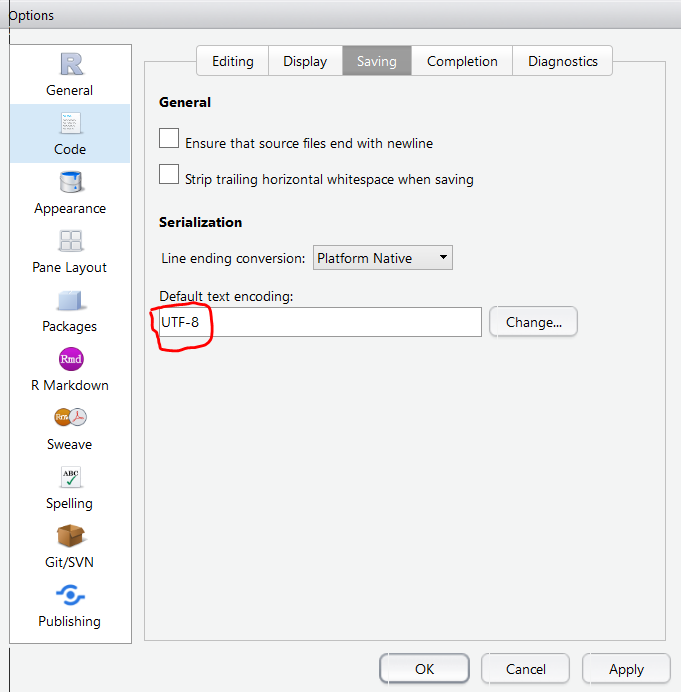 Options
General
Code
Appearance
Pane Layout
Packages
Rmd
R Markdown
Sweave
ABC
Spelling
Git/SVN
Publishing
Editing Display Saving Completion Diagnostics
General
Ensure that source files end with newline
Strip trailing horizontal whitespace when saving
Serialization
Line ending conversion: Platform Native
Default text encoding:
UTF-8 Change...
OK Cancel Apply